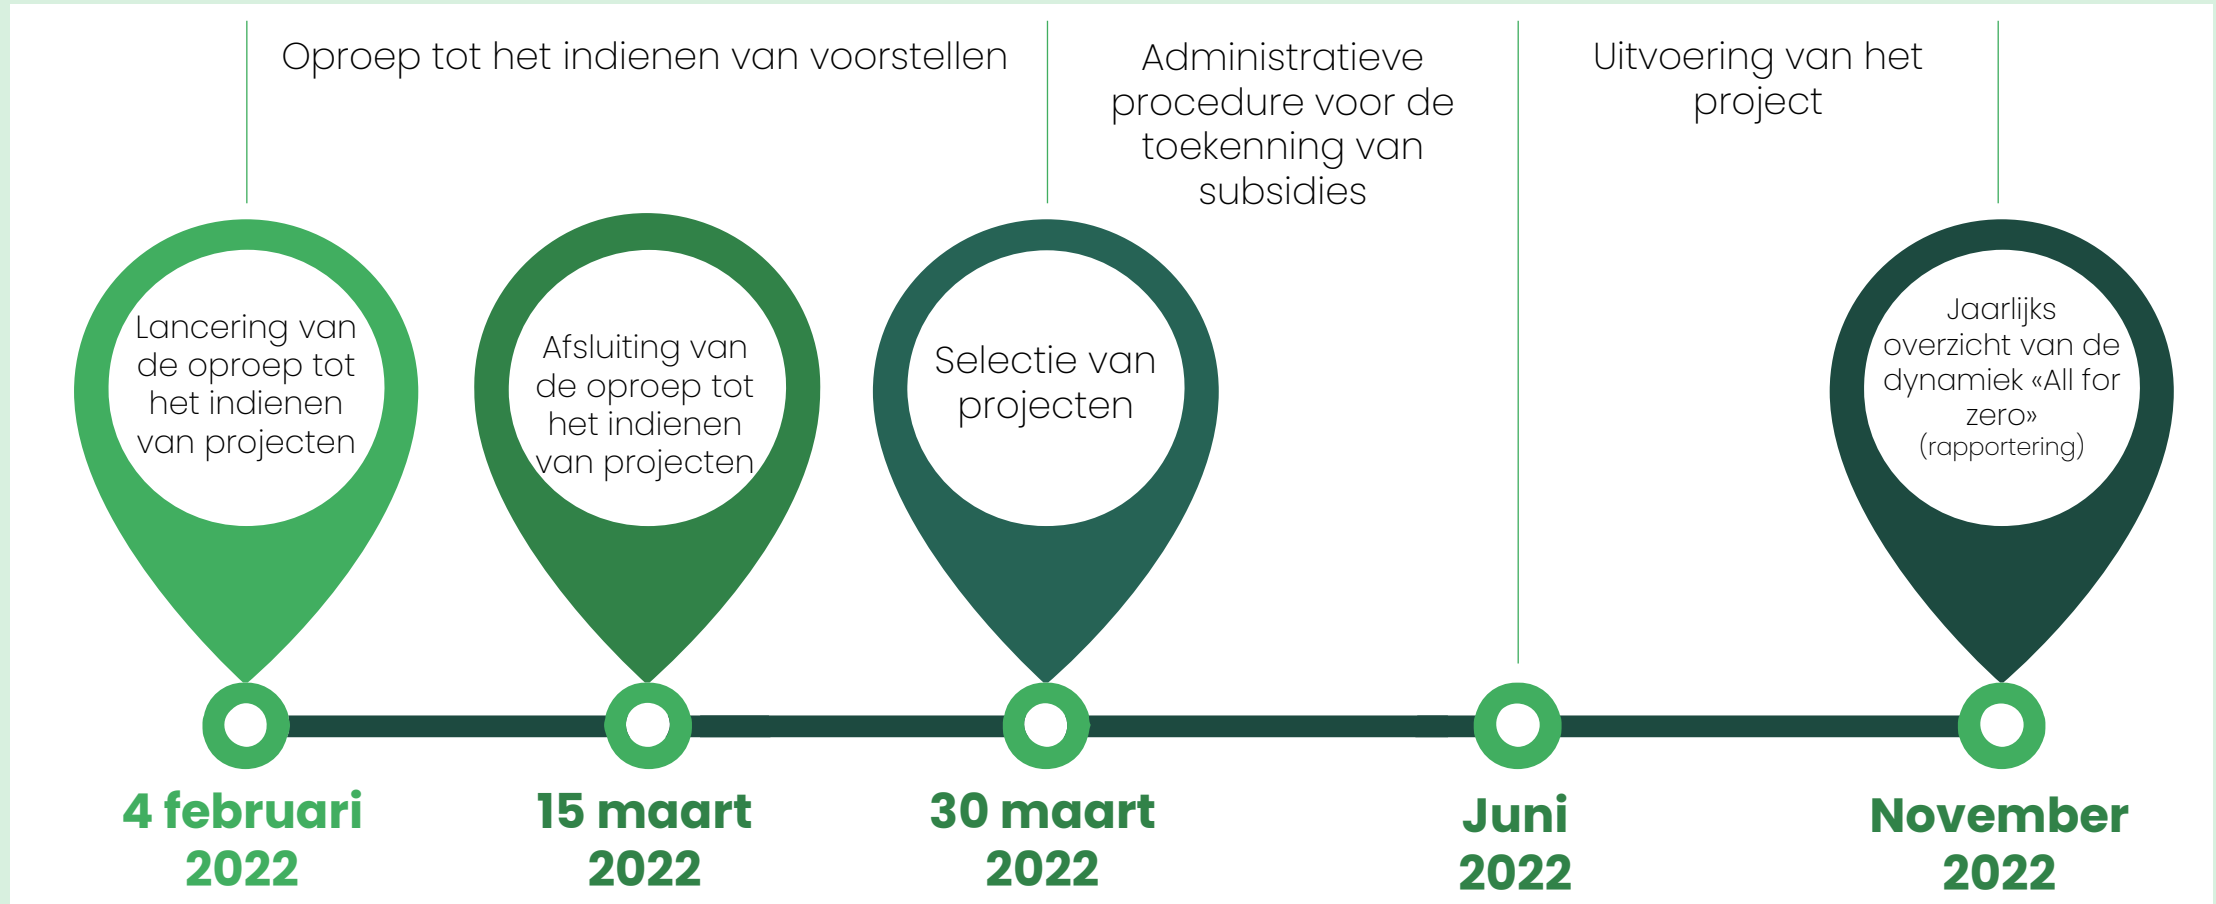 Oproep tot het indienen van voorstellen
Administratieve
procedure voor de
toekenning van
subsidies
Uitvoering van het
project
Lancering van
de oproep tot
het indienen
van projecten
Afsluiting van
de oproep tot
het indienen
van projecten
Selectie van
projecten
Jaarlijks
overzicht van de
dynamiek «All for
zero»
(rapportering)
4 februari
2022
15 maart
2022
30 maart
2022
Juni
2022
November
2022